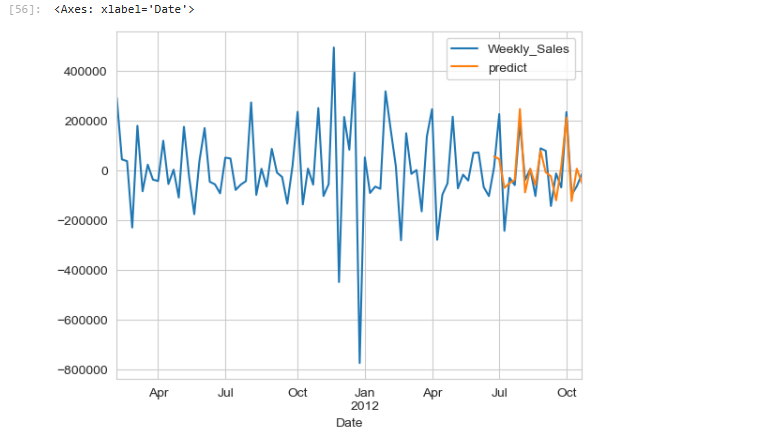 [56]: <Axes: xlabel='Date'>
Weekly_Sales
predict
400000
200000
0
−200000
−400000
−600000
−800000
Apr Jul Oct Jan Apr Jul Oct
2012
Date